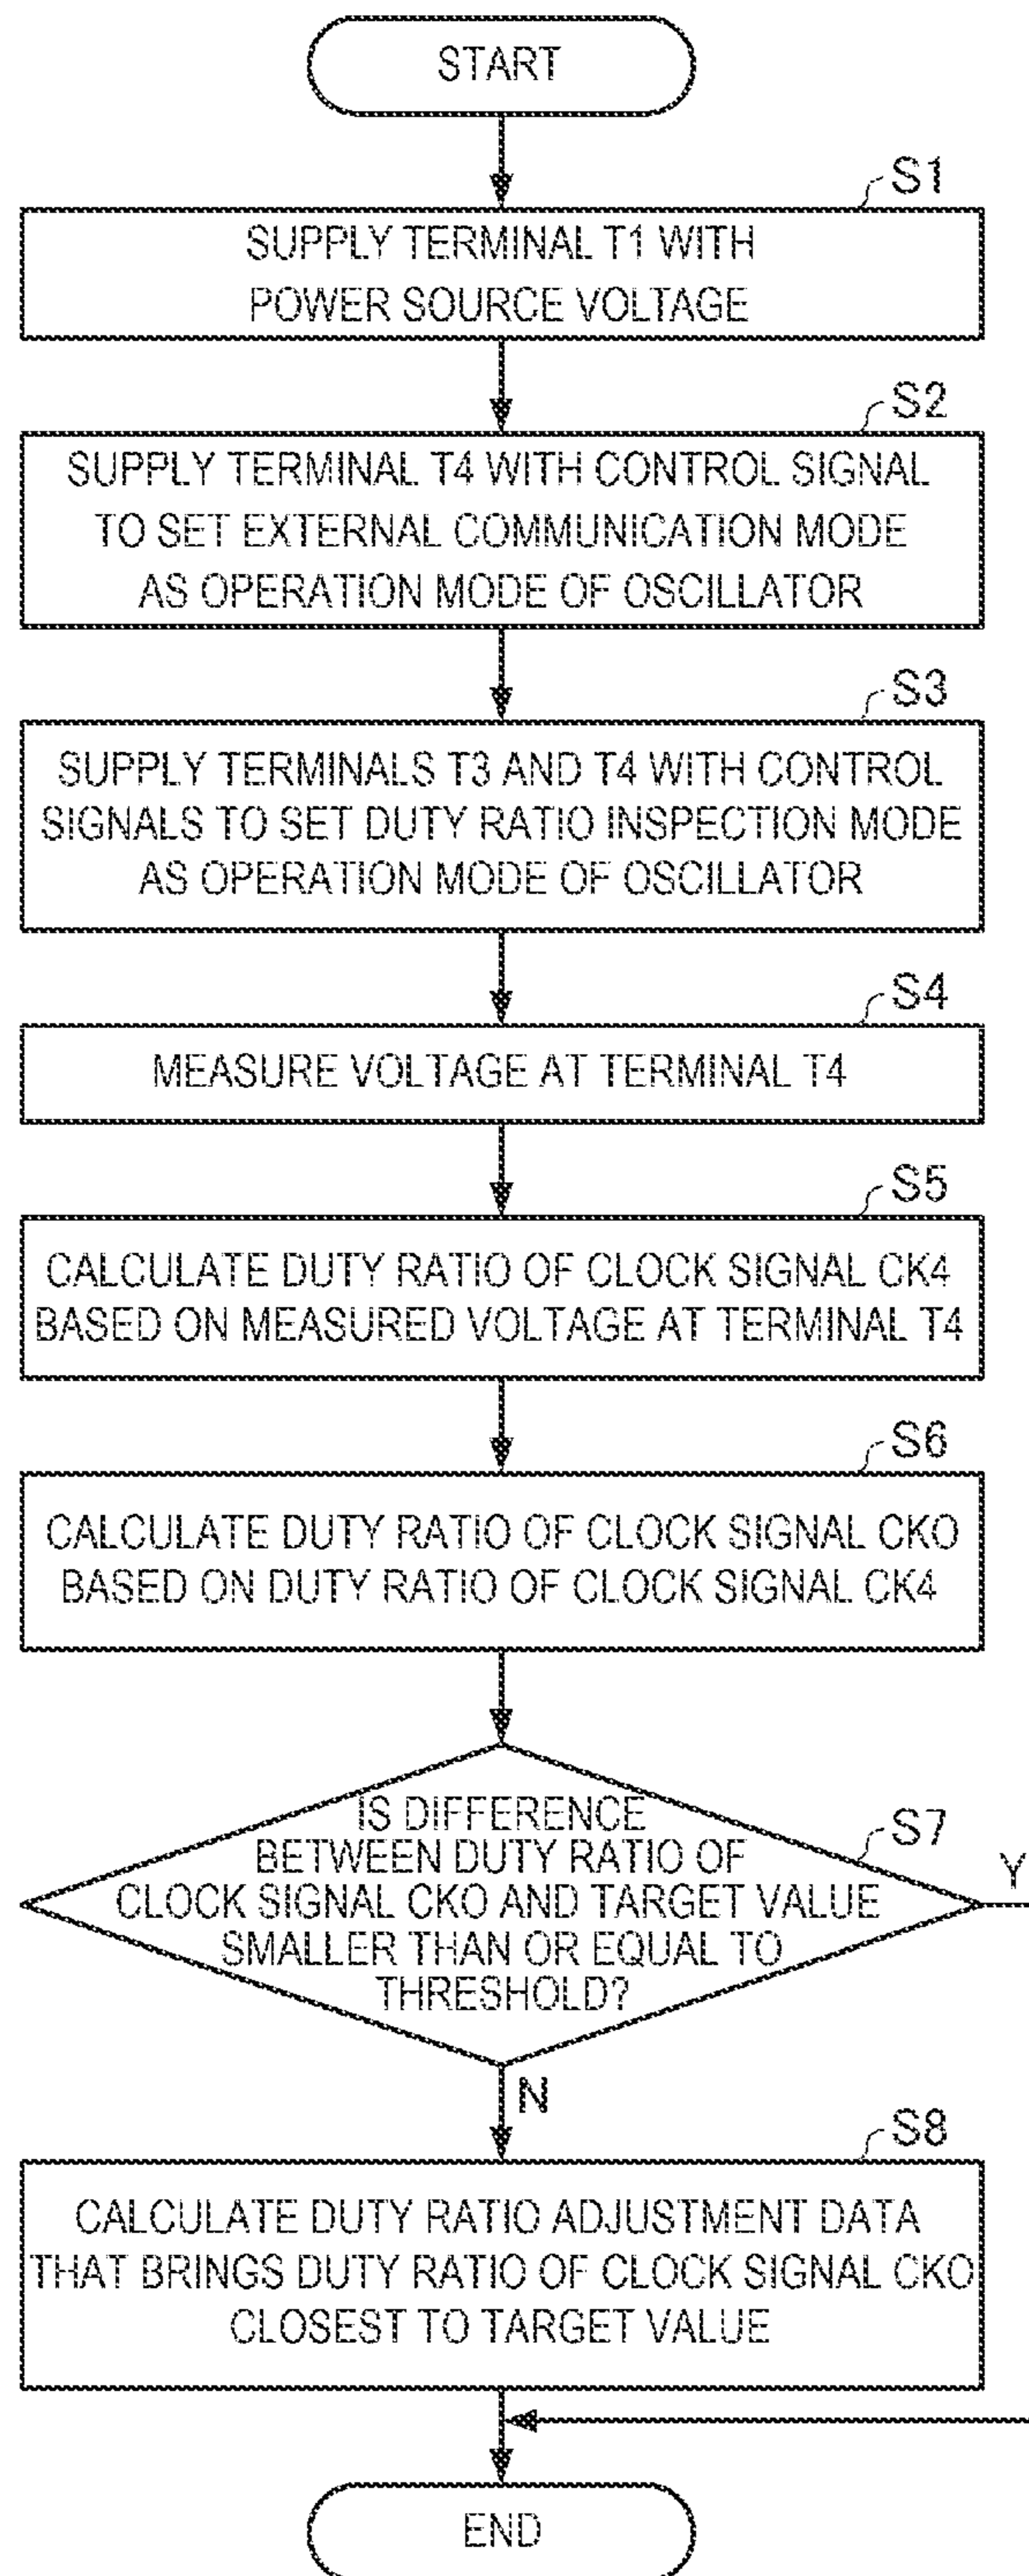 START
S1
SUPPLY TERMINAL T1 WITH
POWER SOURCE VOLTAGE
S2
SUPPLY TERMINAL T4 WITH CONTROL SIGNAL
TO SET EXTERNAL COMMUNICATION MODE
AS OPERATION MODE OF OSCILLATOR
S3
SUPPLY TERMINALS T3 AND T4 WITH CONTROL
SIGNALS TO SET DUTY RATIO INSPECTION MODE
AS OPERATION MODE OF OSCILLATOR
S4
MEASURE VOLTAGE AT TERMINAL T4
S5
CALCULATE DUTY RATIO OF CLOCK SIGNAL CK4
BASED ON MEASURED VOLTAGE AT TERMINAL T4
S6
CALCULATE DUTY RATIO OF CLOCK SIGNAL CKO
BASED ON DUTY RATIO OF CLOCK SIGNAL CK4
S7
IS DIFFERENCE
BETWEEN DUTY RATIO OF
CLOCK SIGNAL CKO AND TARGET VALUE
SMALLER THAN OR EQUAL TO
THRESHOLD?
Y
N
S8
CALCULATE DUTY RATIO ADJUSTMENT DATA
THAT BRINGS DUTY RATIO OF CLOCK SIGNAL CKO
CLOSEST TO TARGET VALUE
END